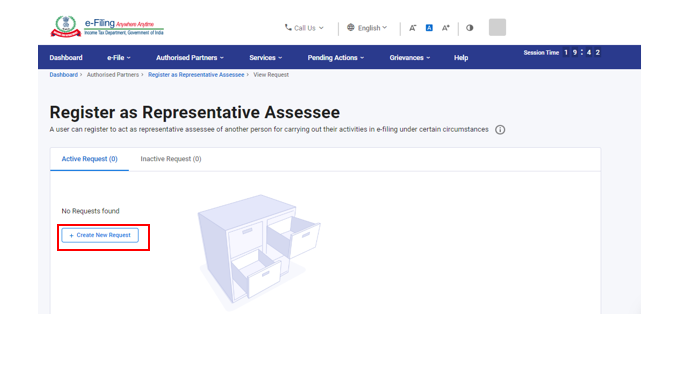 e-Filing Anywhere Anytime
Income Tax Department, Government of India
Call Us
English
A-
A
A+
Dashboard
e-File
Authorised Partners
Services
Pending Actions
Grievances
Help
Session Time 1 9 : 4 2
Dashboard > Authorised Partners > Register as Representative Assessee > View Request
Register as Representative Assessee
A user can register to act as representative assessee of another person for carrying out their activities in e-filing under certain circumstances
Active Request (0)
Inactive Request (0)
No Requests found
+ Create New Request